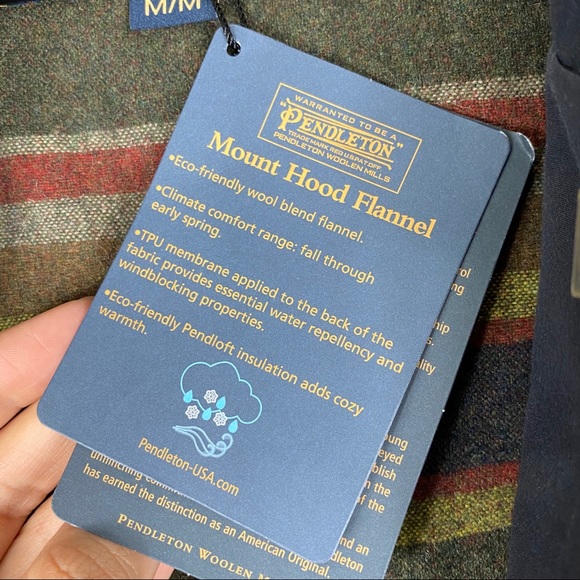 M/M
WARRANTED TO BE A
"PENDLETON"
TRADE MARK REG U.S. PAT OFF.
PENDLETON WOOLEN MILLS
Mount Hood Flannel
•Eco-friendly wool blend flannel.
•Climate comfort range: fall through
early spring.
•TPU membrane applied to the back of the
fabric provides essential water repellency and
windblocking properties.
•Eco-friendly Pendloft insulation adds cozy
warmth.
Pendleton-USA.com
has earned the distinction as an American Original.
PENDLETON WOOLEN M